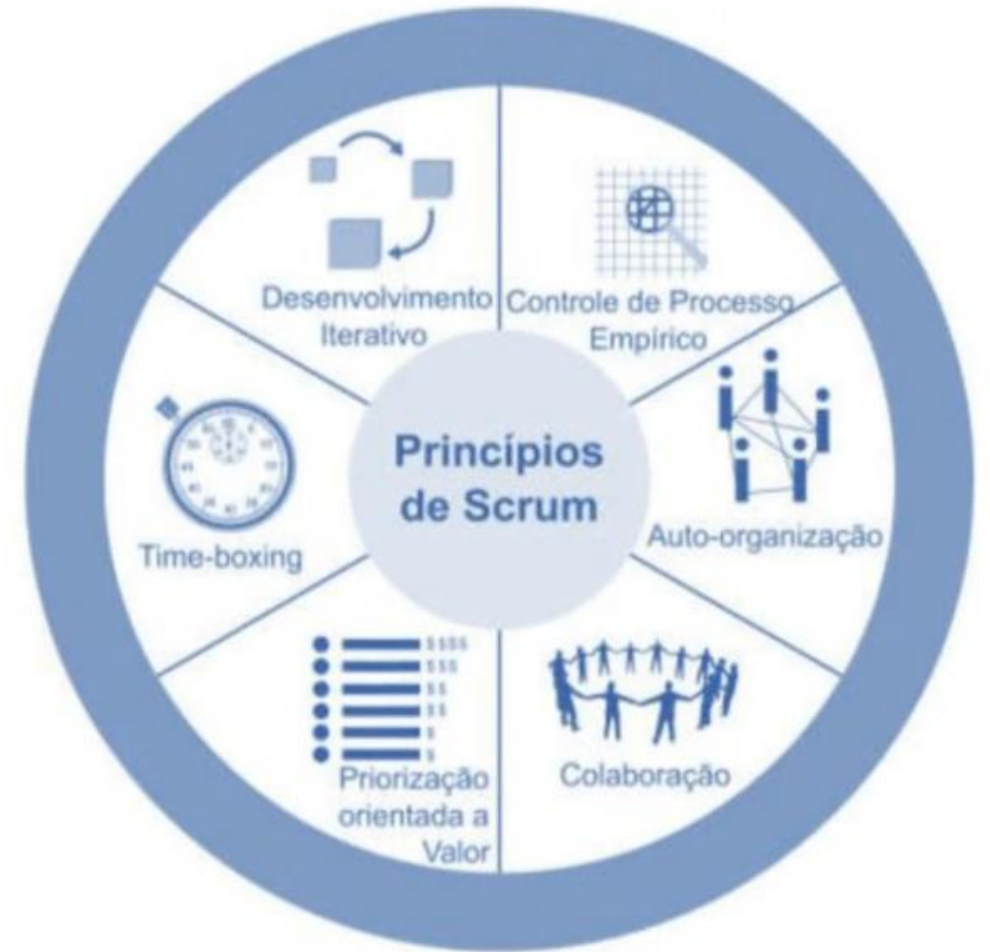 Desenvolvimento
Iterativo
Controle de Processo
Empírico
Time-boxing
Princípios
de Scrum
Auto-organização
$$$$
$$$
$$
$$
$
$
Priorização
orientada a
Valor
Colaboração